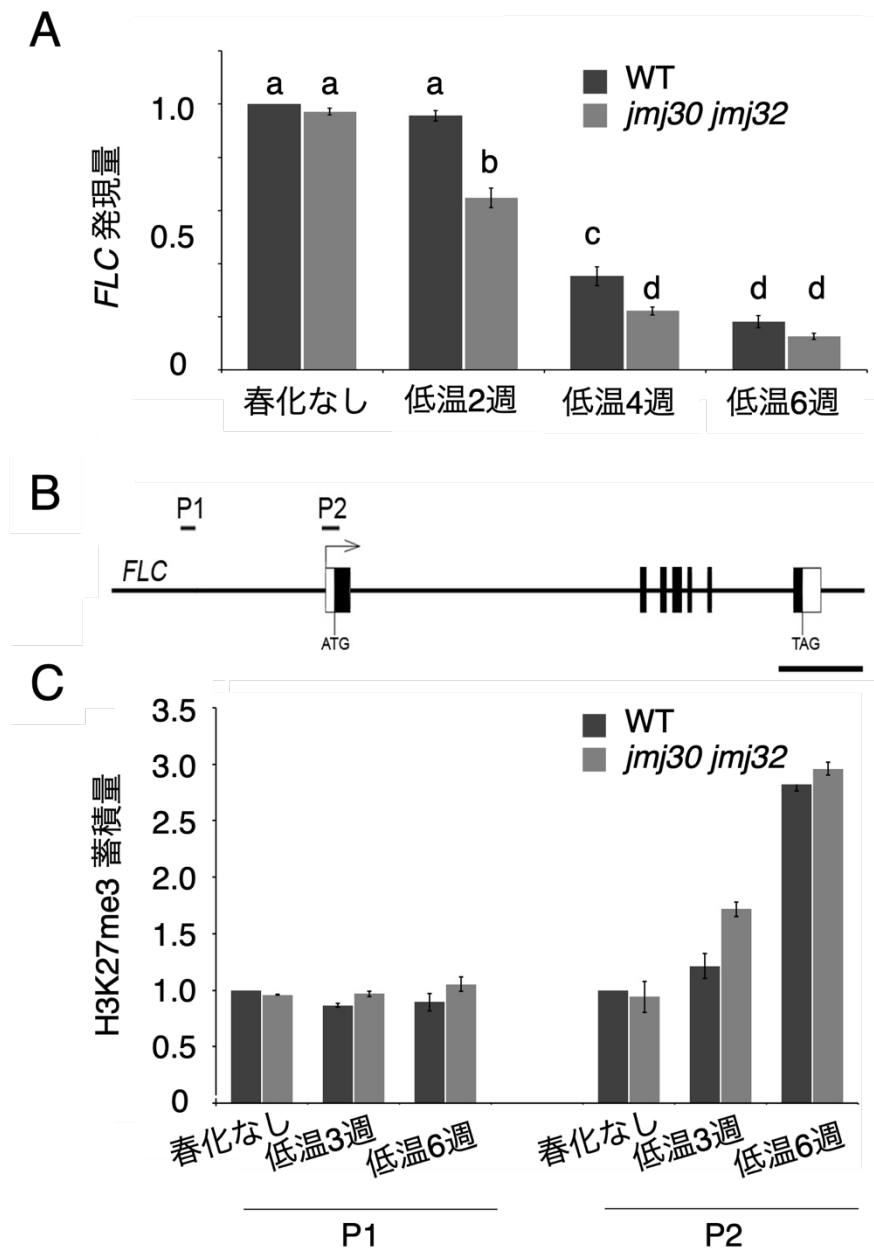 A
WT
jmj30 jmj32
FLC 発現量
1.0
0.5
0
a a a b c d d d
春化なし 低温2週 低温4週 低温6週
B
P1 P2
FLC
ATG TAG
C
WT
jmj30 jmj32
H3K27me3 蓄積量
3.5
3.0
2.5
2.0
1.5
1.0
0.5
0
春化なし 低温3週 低温6週 春化なし 低温3週 低温6週
P1 P2